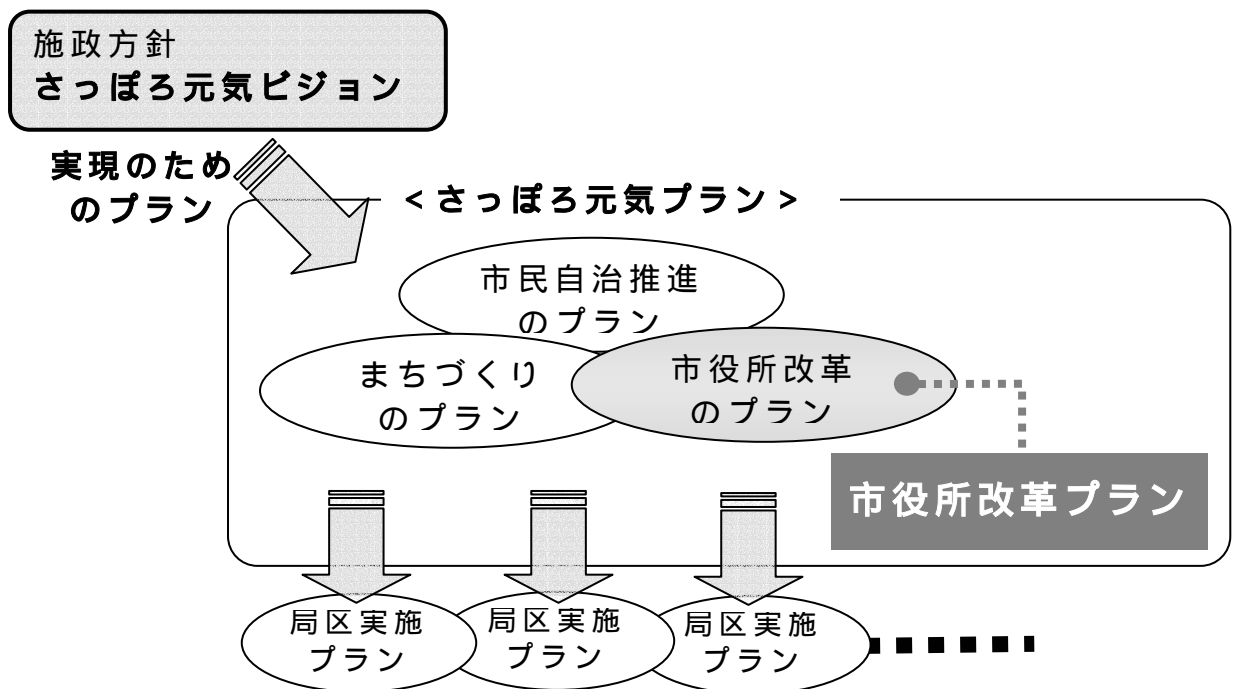 施政方針
さっぽろ元気ビジョン
実現のため
のプラン
＜さっぽろ元気プラン＞
市民自治推進
のプラン
まちづくり
のプラン
市役所改革
のプラン
市役所改革プラン
局区実施
プラン
局区実施
プラン
局区実施
プラン